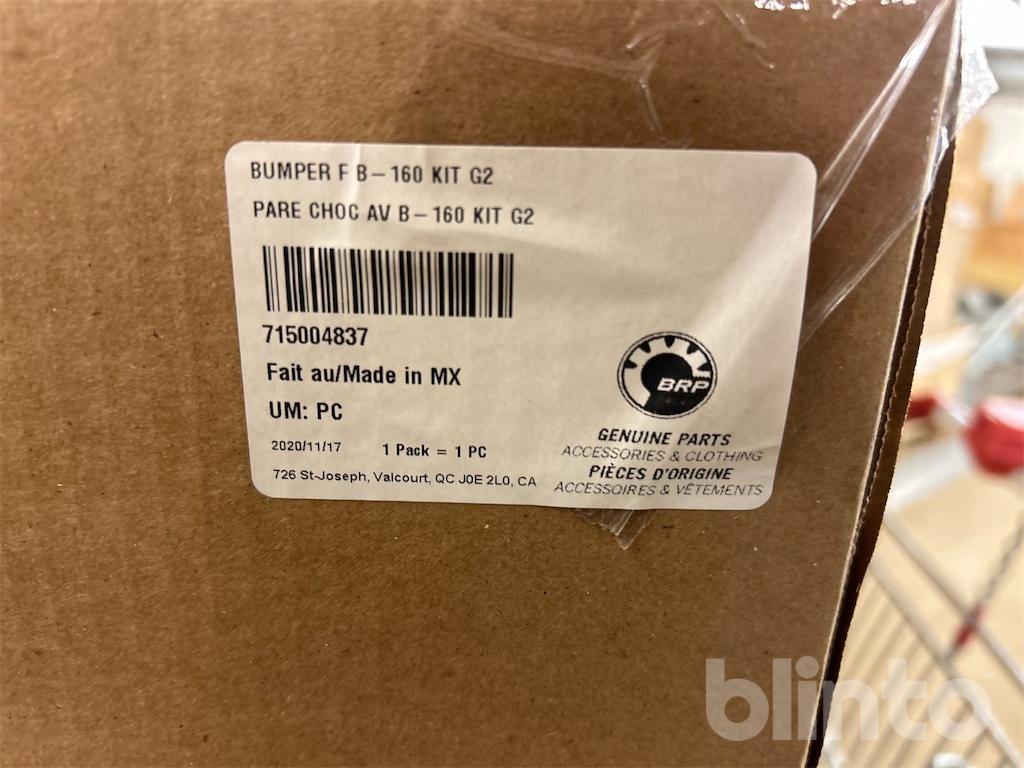 BUMPER F B-160 KIT G2
PARE CHOC AV B-160 KIT G2
715004837
Fait au/Made in MX
UM: PC
2020/11/17 1 Pack = 1 PC
726 St-Joseph, Valcourt, QC J0E 2L0, CA
BRP
GENUINE PARTS
ACCESSORIES & CLOTHING
PIÈCES D'ORIGINE
ACCESSOIRES & VÊTEMENTS
blinto™